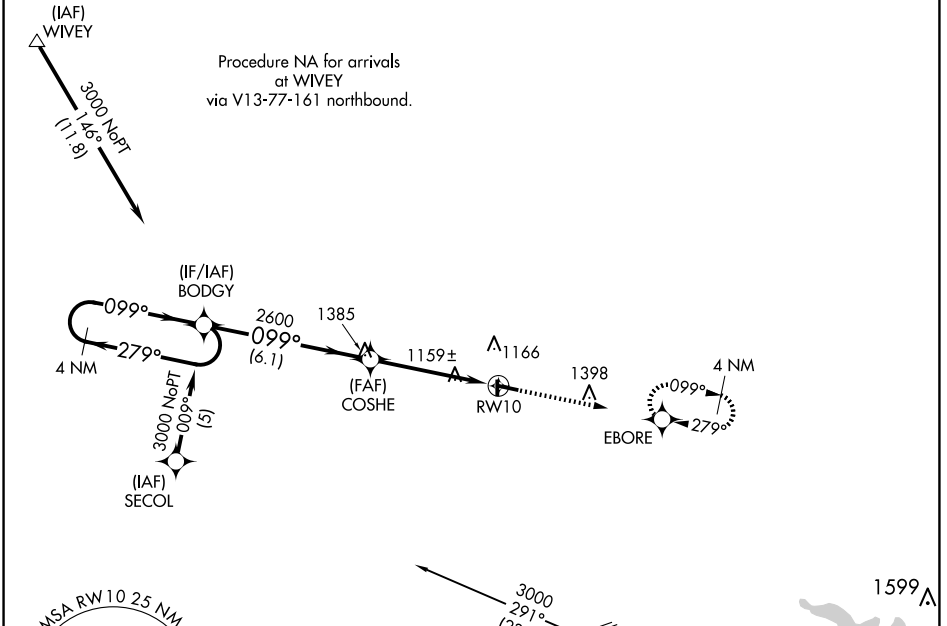 (IAF)
WIVEY
Procedure NA for arrivals
at WIVEY
via V13-77-161 northbound.
3000 NoPT
146°
(11.8)
(IF/IAF)
BODGY
099°
279°
4 NM
2600
099°
(6.1)
1385
(FAF)
COSHE
1159±
1166
RW10
1398
4 NM
099°
279°
EBORE
3000 NoPT
009°
(5)
(IAF)
SECOL
MSA RW10 25 NM
3000
291°
1599